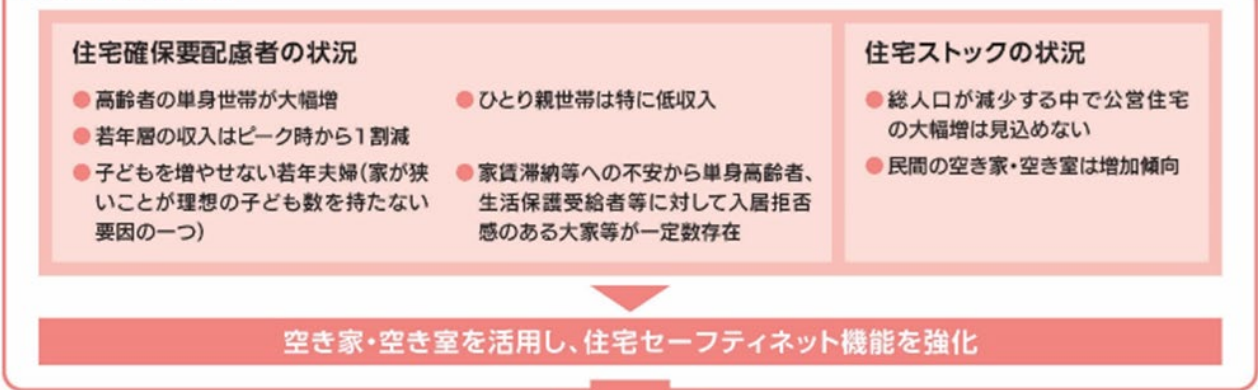 住宅確保要配慮者の状況
●高齢者の単身世帯が大幅増
●若年層の収入はピーク時から1割減
●子どもを増やせない若年夫婦(家が狭
いことが理想の子ども数を持たない
要因の一つ)
●ひとり親世帯は特に低収入
●家賃滞納等への不安から単身高齢者、
生活保護受給者等に対して入居拒否
感のある大家等が一定数存在
住宅ストックの状況
●総人口が減少する中で公営住宅
の大幅増は見込めない
●民間の空き家・空き室は増加傾向
空き家・空き室を活用し、住宅セーフティネット機能を強化